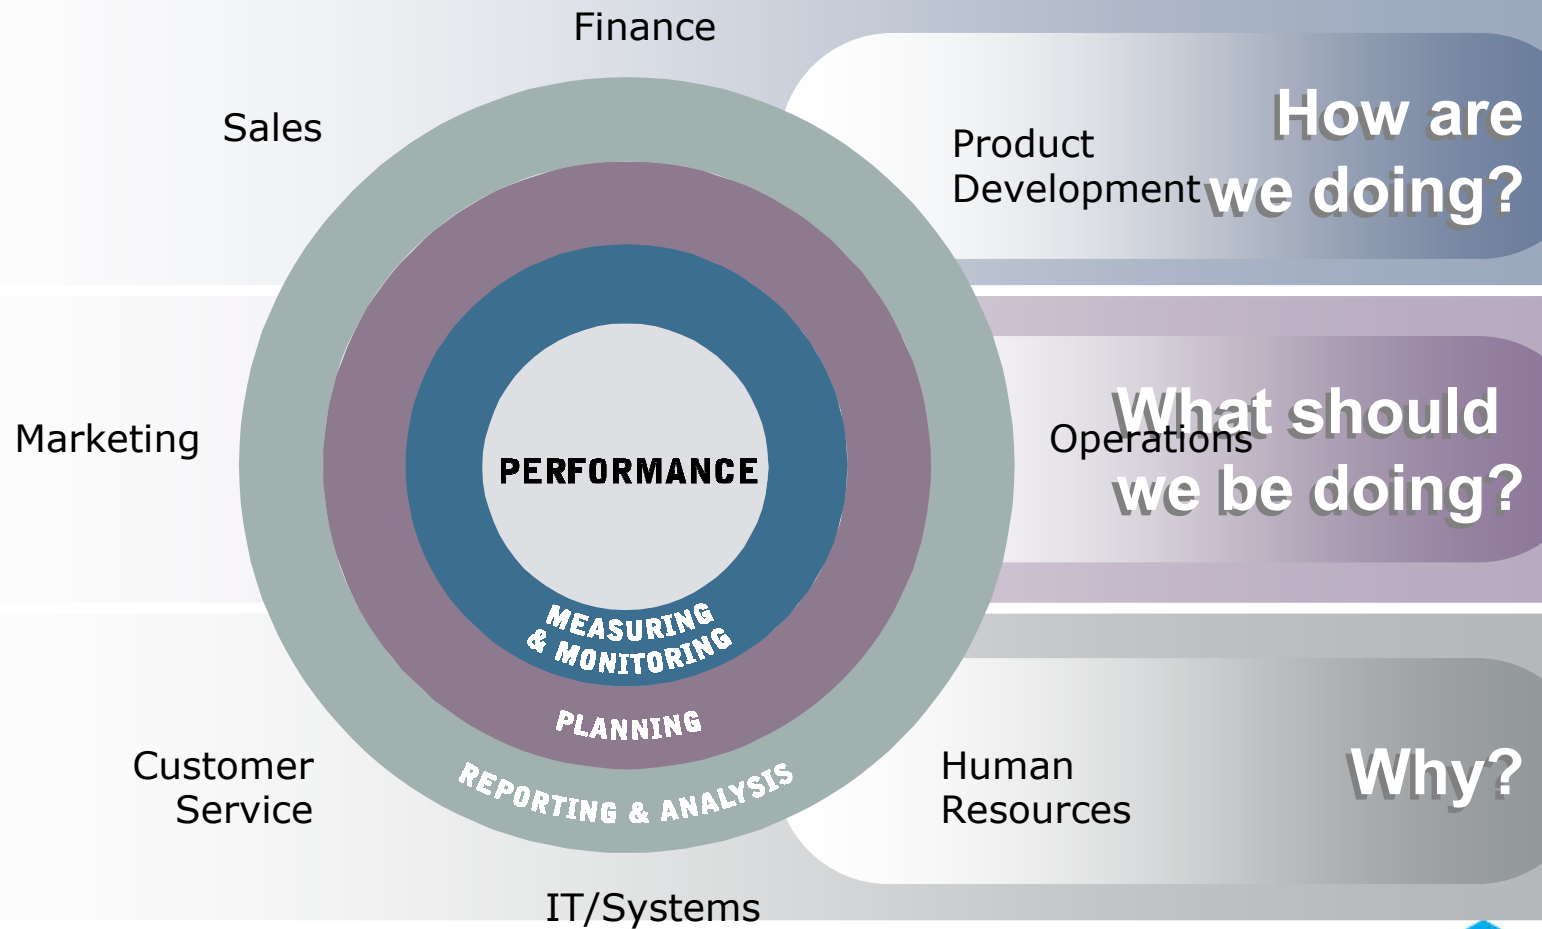 Finance
Sales
Product
Development
How are
we doing?
Marketing
PERFORMANCE
Operations
What should
we be doing?
MEASURING
& MONITORING
PLANNING
REPORTING & ANALYSIS
Customer
Service
Human
Resources
Why?
IT/Systems